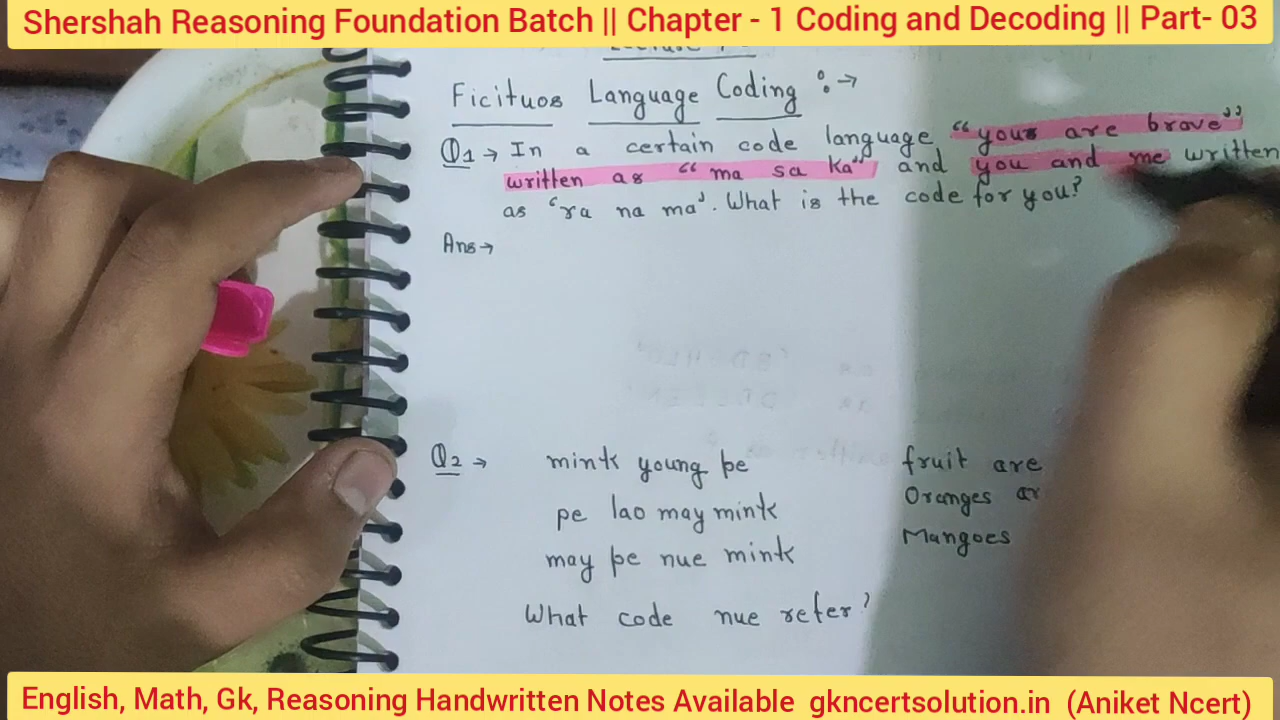 Shershah Reasoning Foundation Batch || Chapter - 1 Coding and Decoding || Part- 03
Ficituos Language Coding :→
Q1 → In a certain code language “your are brave”
written as “ma sa Ka” and you and me written
as ‘ra na ma’. What is the code for you?
Ans→
Q2 → mink young pe fruit are
pe lao may mink Oranges
may pe nue mink Mangoes
What code nue refer?
English, Math, Gk, Reasoning Handwritten Notes Available gkncertsolution.in (Aniket Ncert)